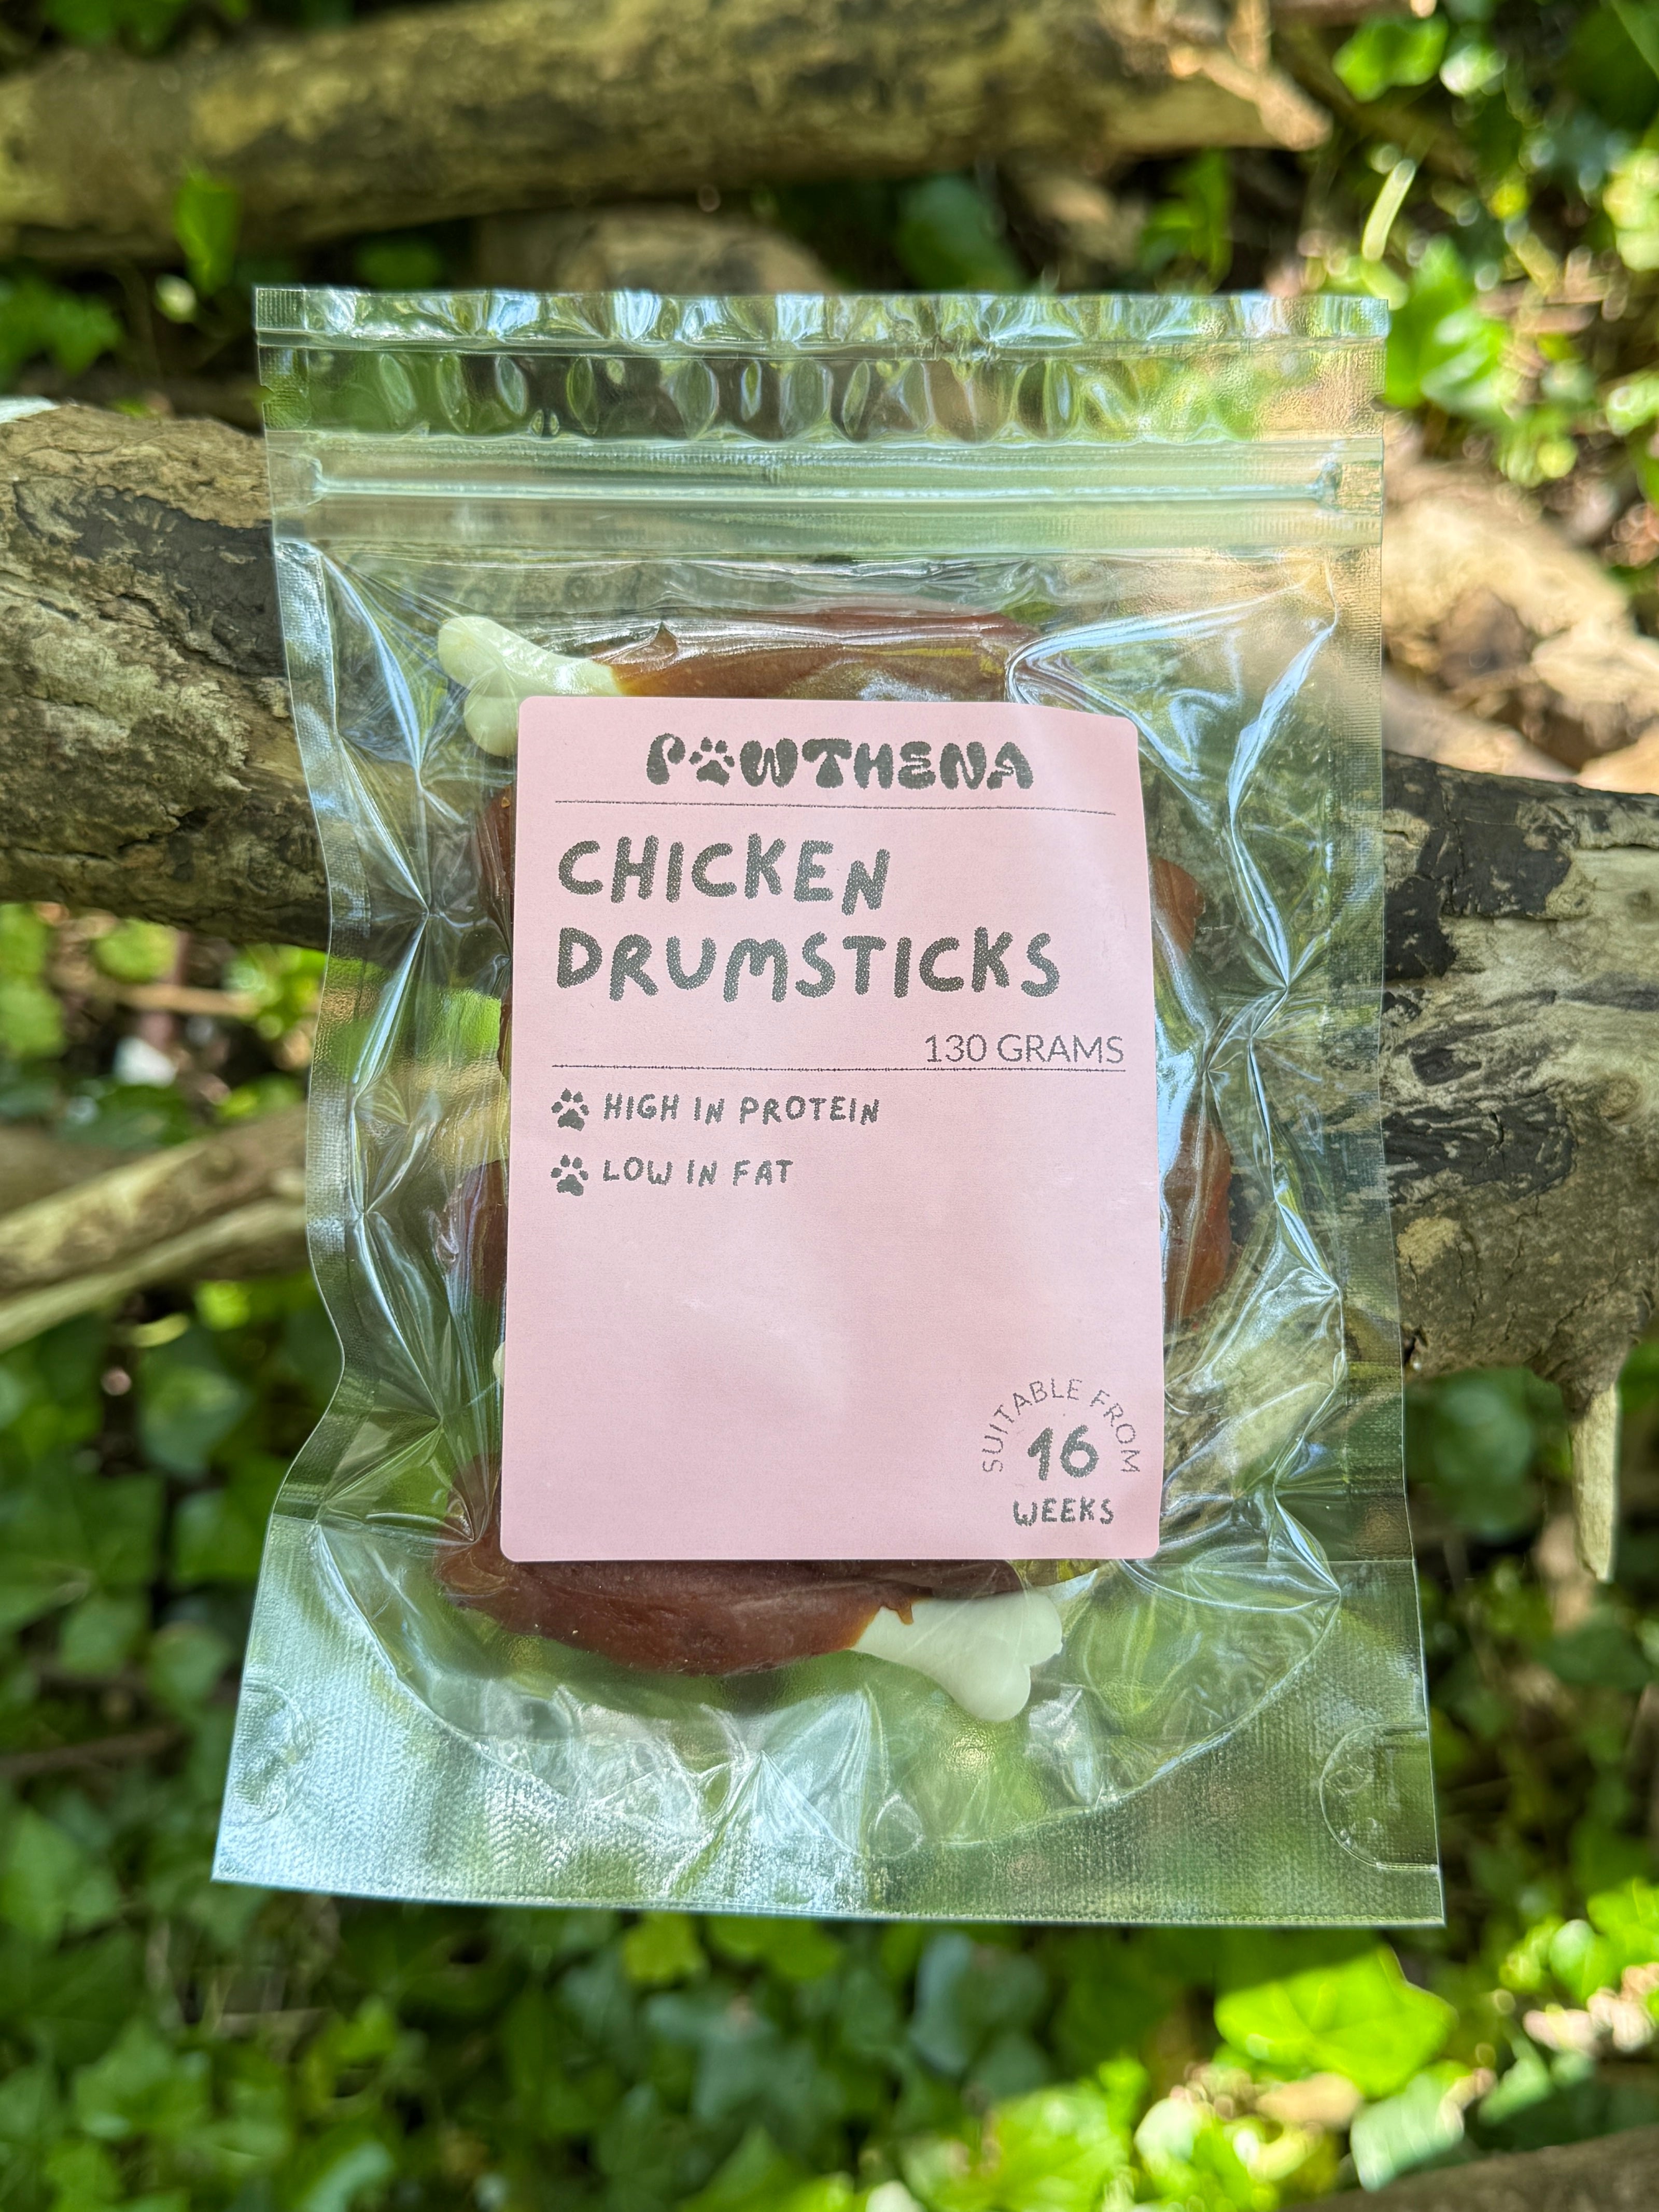 PAWTHENA
CHICKEN
DRUMSTICKS
130 GRAMS
HIGH IN PROTEIN
LOW IN FAT
SUITABLE FROM
16
WEEKS